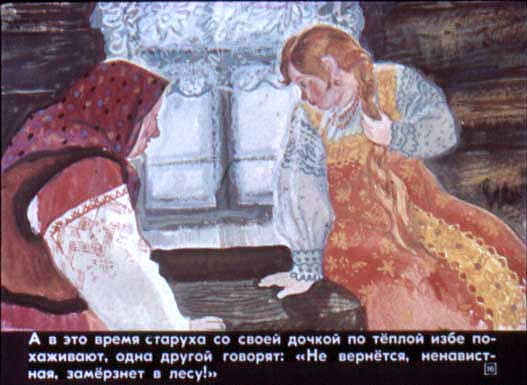 А в это время старуха со своей дочкой по тёплой избе по-
хаживают, одна другой говорят: «Не вернётся, ненавист-
ная, замёрзнет в лесу!»
16